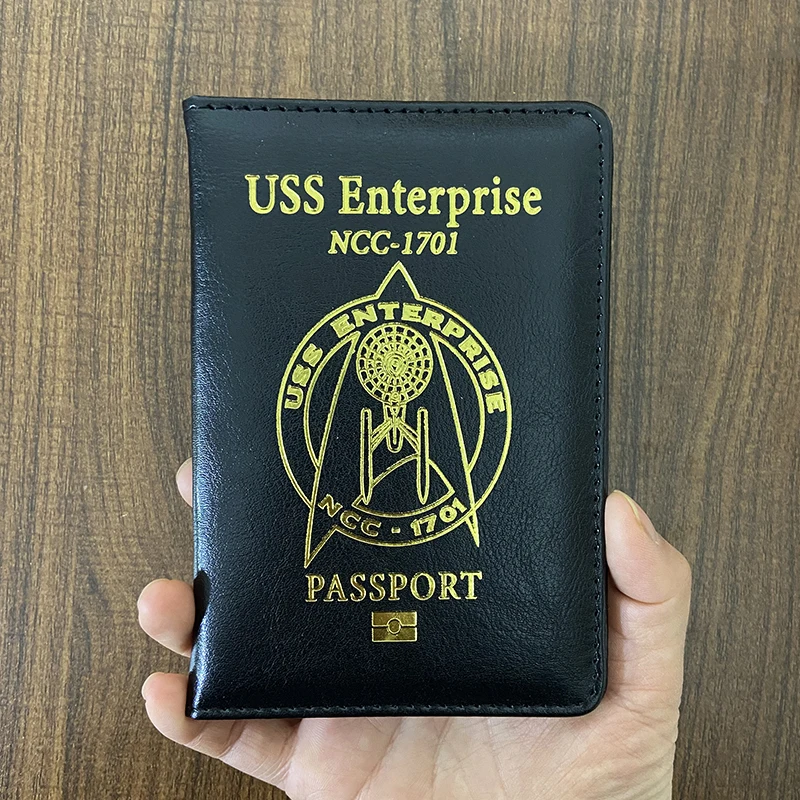 USS Enterprise
NCC-1701
USS ENTERPRISE
NCC - 1701
PASSPORT